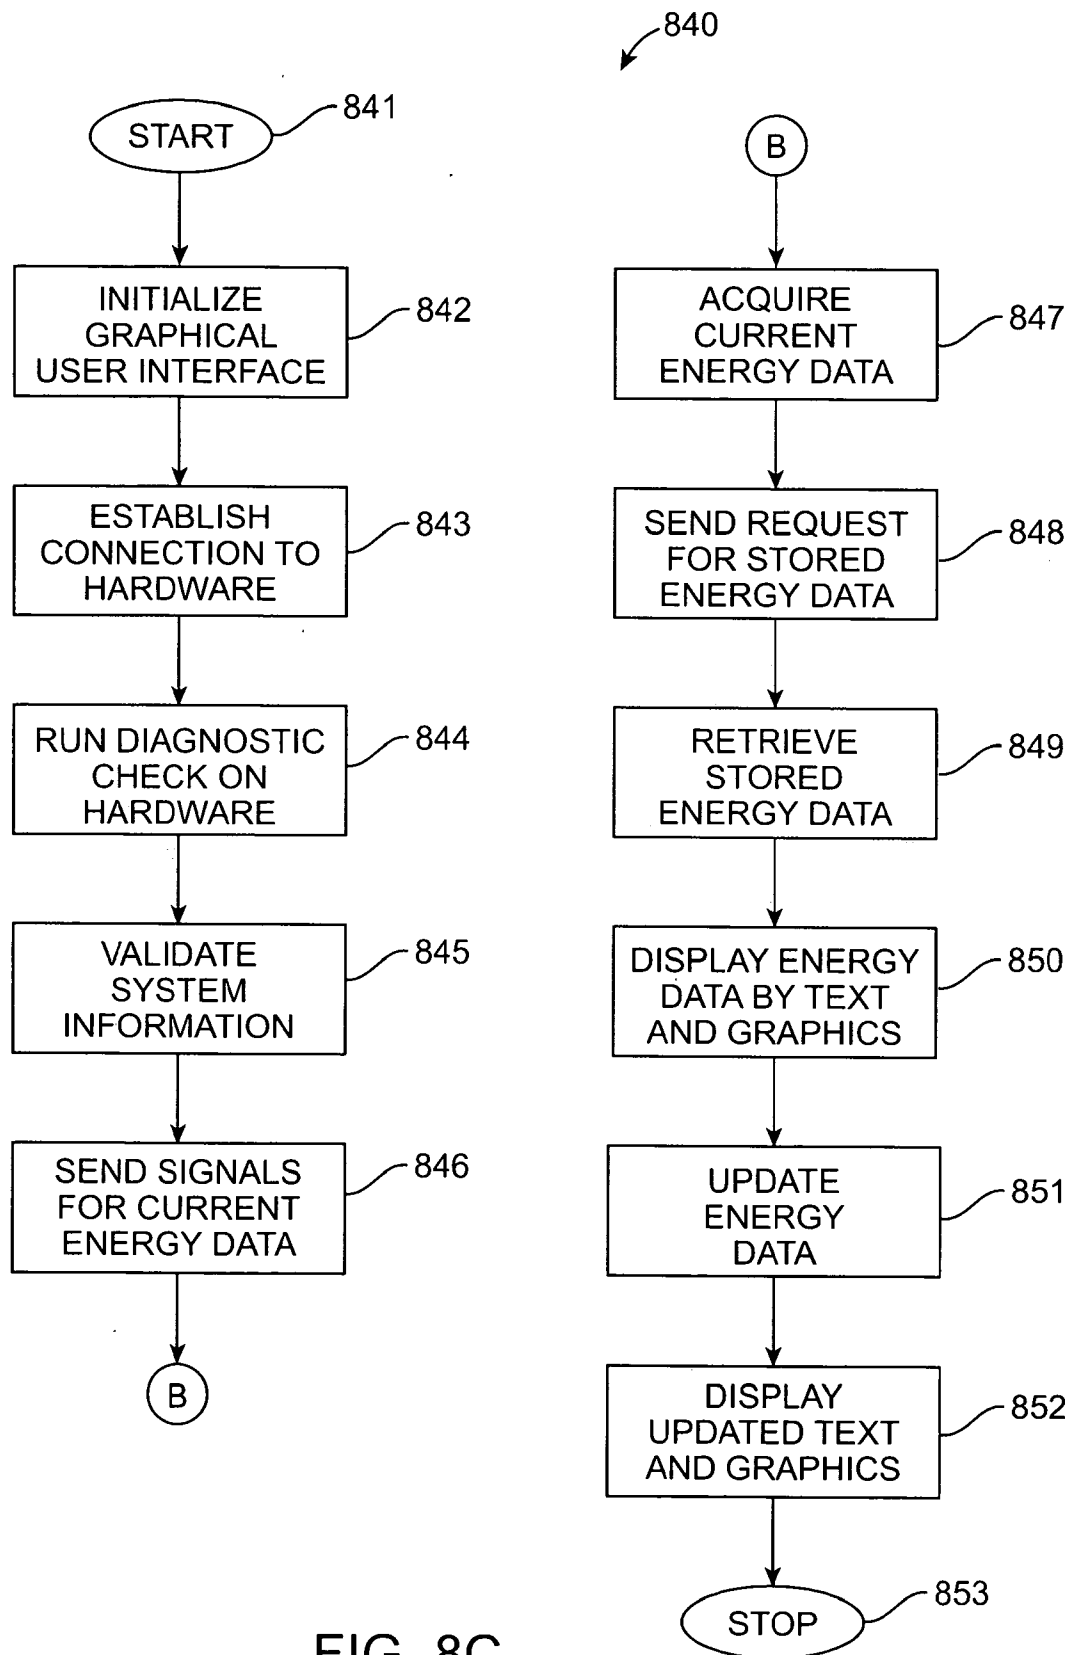 840
START
841
INITIALIZE
GRAPHICAL
USER INTERFACE
842
ESTABLISH
CONNECTION TO
HARDWARE
843
RUN DIAGNOSTIC
CHECK ON
HARDWARE
844
VALIDATE
SYSTEM
INFORMATION
845
SEND SIGNALS
FOR CURRENT
ENERGY DATA
846
B
B
ACQUIRE
CURRENT
ENERGY DATA
847
SEND REQUEST
FOR STORED
ENERGY DATA
848
RETRIEVE
STORED
ENERGY DATA
849
DISPLAY ENERGY
DATA BY TEXT
AND GRAPHICS
850
UPDATE
ENERGY
DATA
851
DISPLAY
UPDATED TEXT
AND GRAPHICS
852
STOP
853
FIG. 8C